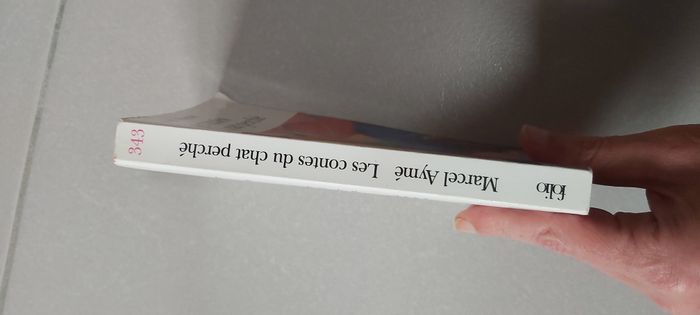 folio Marcel Aymé Les contes du chat perché 343